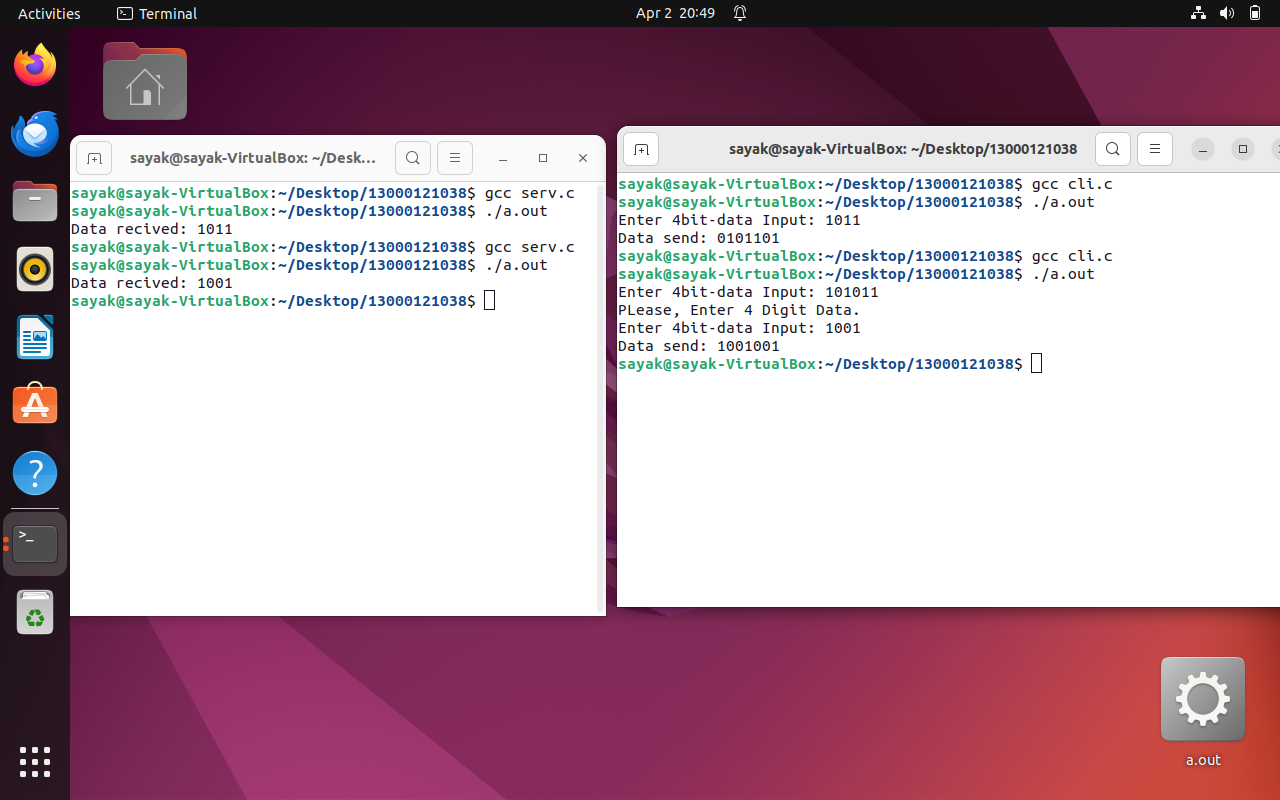 Activities Terminal Apr 2 20:49
sayak@sayak-VirtualBox: ~/Desk...
sayak@sayak-VirtualBox:~/Desktop/13000121038$ gcc serv.c
sayak@sayak-VirtualBox:~/Desktop/13000121038$ ./a.out
Data recived: 1011
sayak@sayak-VirtualBox:~/Desktop/13000121038$ gcc serv.c
sayak@sayak-VirtualBox:~/Desktop/13000121038$ ./a.out
Data recived: 1001
sayak@sayak-VirtualBox:~/Desktop/13000121038$
sayak@sayak-VirtualBox: ~/Desktop/13000121038
sayak@sayak-VirtualBox:~/Desktop/13000121038$ gcc cli.c
sayak@sayak-VirtualBox:~/Desktop/13000121038$ ./a.out
Enter 4bit-data Input: 1011
Data send: 0101101
sayak@sayak-VirtualBox:~/Desktop/13000121038$ gcc cli.c
sayak@sayak-VirtualBox:~/Desktop/13000121038$ ./a.out
Enter 4bit-data Input: 101011
PLease, Enter 4 Digit Data.
Enter 4bit-data Input: 1001
Data send: 1001001
sayak@sayak-VirtualBox:~/Desktop/13000121038$
a.out